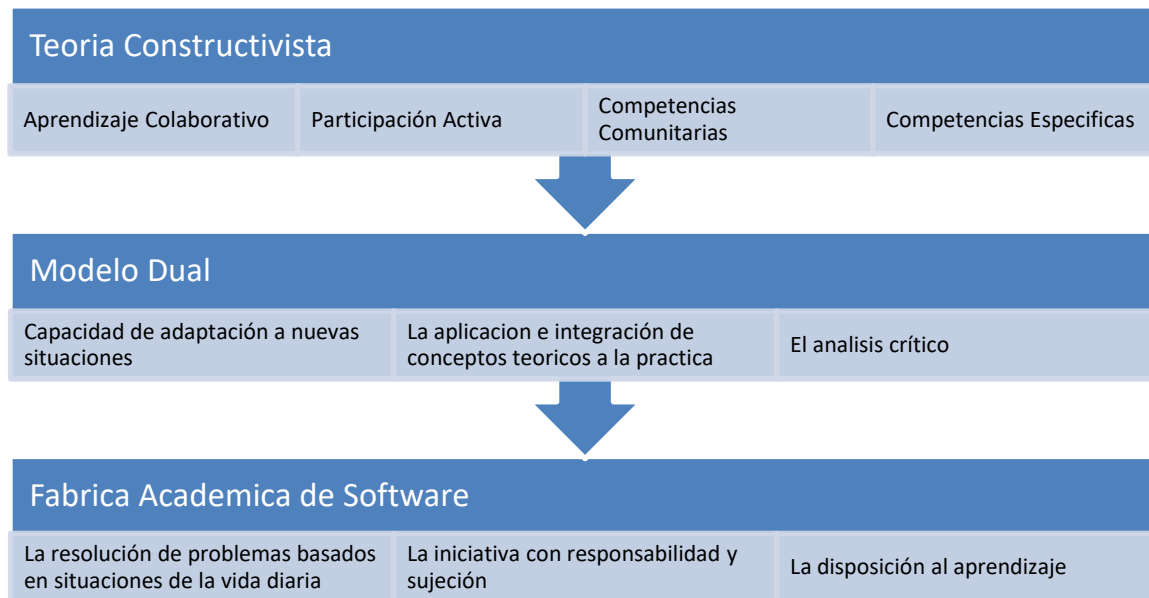 Teoria Constructivista
Aprendizaje Colaborativo
Participación Activa
Competencias
Comunitarias
Competencias Especificas
Modelo Dual
Capacidad de adaptación a nuevas
situaciones
La aplicacion e integración de
conceptos teoricos a la practica
El analisis crítico
Fabrica Academica de Software
La resolución de problemas basados
en situaciones de la vida diaria
La iniciativa con responsabilidad y
sujeción
La disposición al aprendizaje